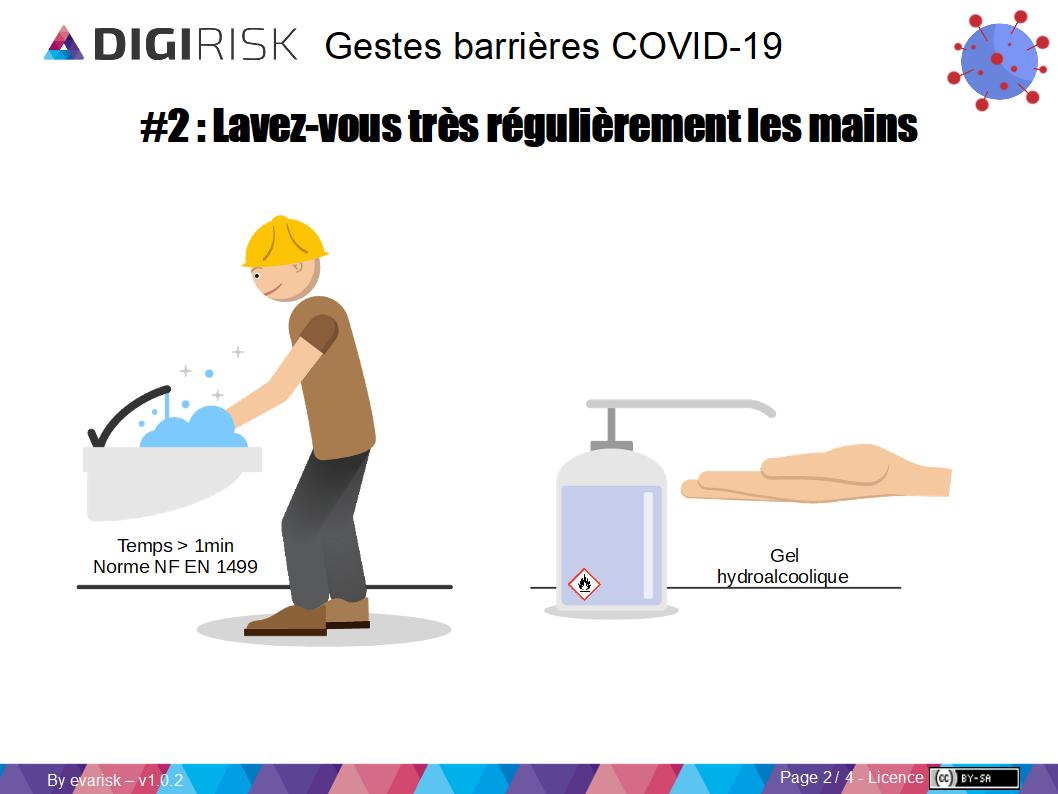 DIGIRISK Gestes barrières COVID-19
#2 : Lavez-vous très régulièrement les mains
Temps > 1min
Norme NF EN 1499
Gel
hydroalcoolique
By evarisk – v1.0.2
Page 2 / 4 - Licence (cc) BY-SA